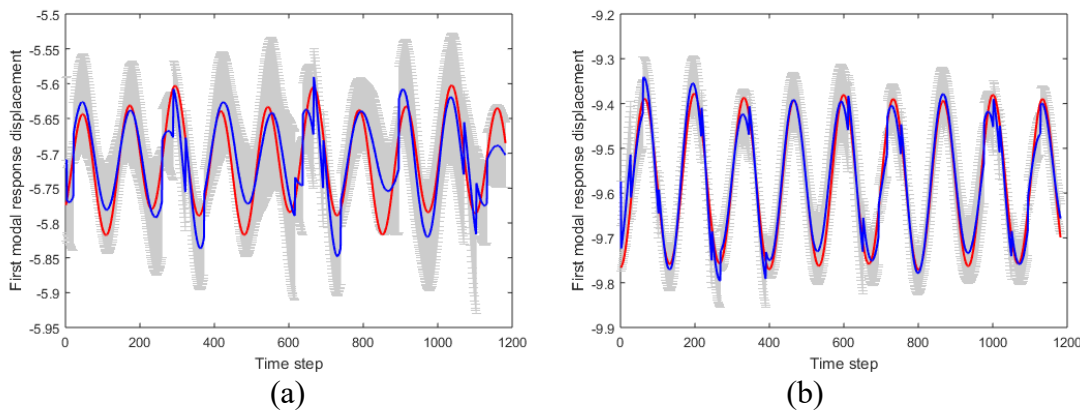 -5.5
-5.55
-5.6
-5.65
-5.7
-5.75
-5.8
-5.85
-5.9
-5.95
First modal response displacement
0 200 400 600 800 1000 1200
Time step
(a)
-9.2
-9.3
-9.4
-9.5
-9.6
-9.7
-9.8
-9.9
First modal response displacement
0 200 400 600 800 1000 1200
Time step
(b)